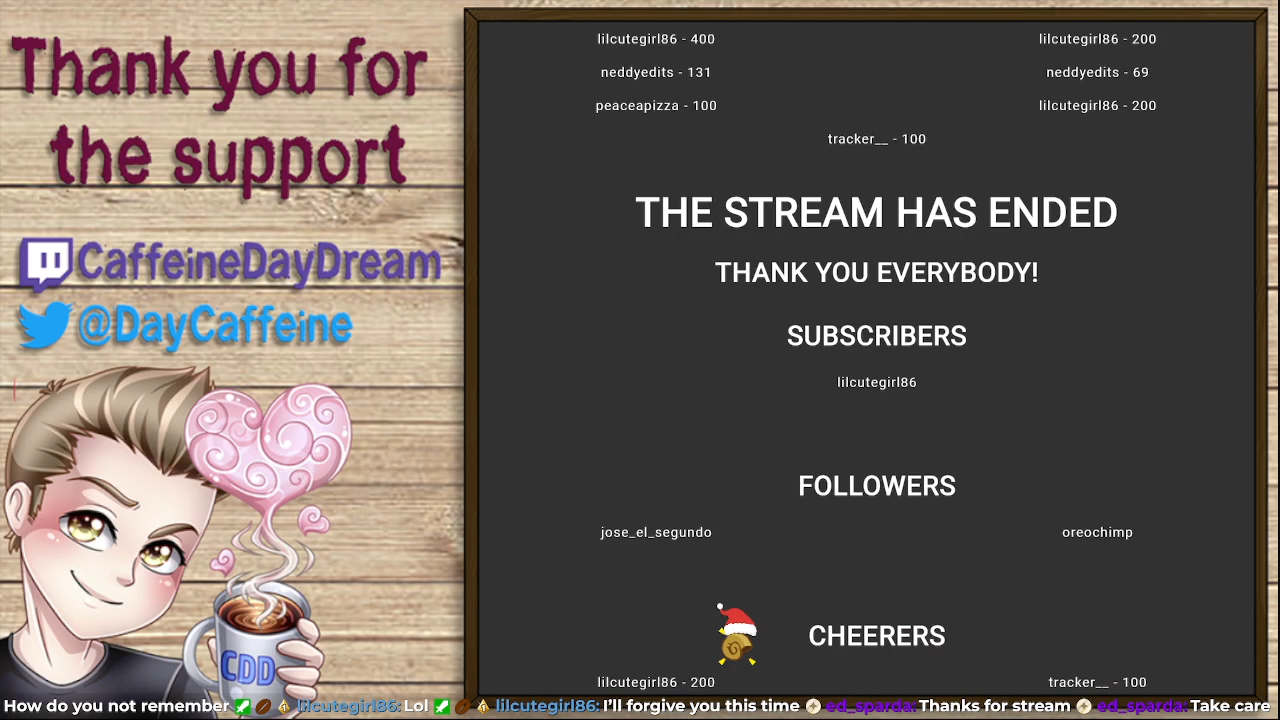 Thank you for
the support
CaffeineDayDream
@DayCaffeine
CDD
lilcutegirl86 - 400
lilcutegirl86 - 200
neddyedits - 131
neddyedits - 69
peaceapizza - 100
lilcutegirl86 - 200
tracker__ - 100
THE STREAM HAS ENDED
THANK YOU EVERYBODY!
SUBSCRIBERS
lilcutegirl86
FOLLOWERS
jose_el_segundo
oreochimp
CHEERERS
lilcutegirl86 - 200
tracker__ - 100
How do you not remember lilcutegirl86: Lol lilcutegirl86: I'll forgive you this time ed_sparda: Thanks for stream ed_sparda: Take care